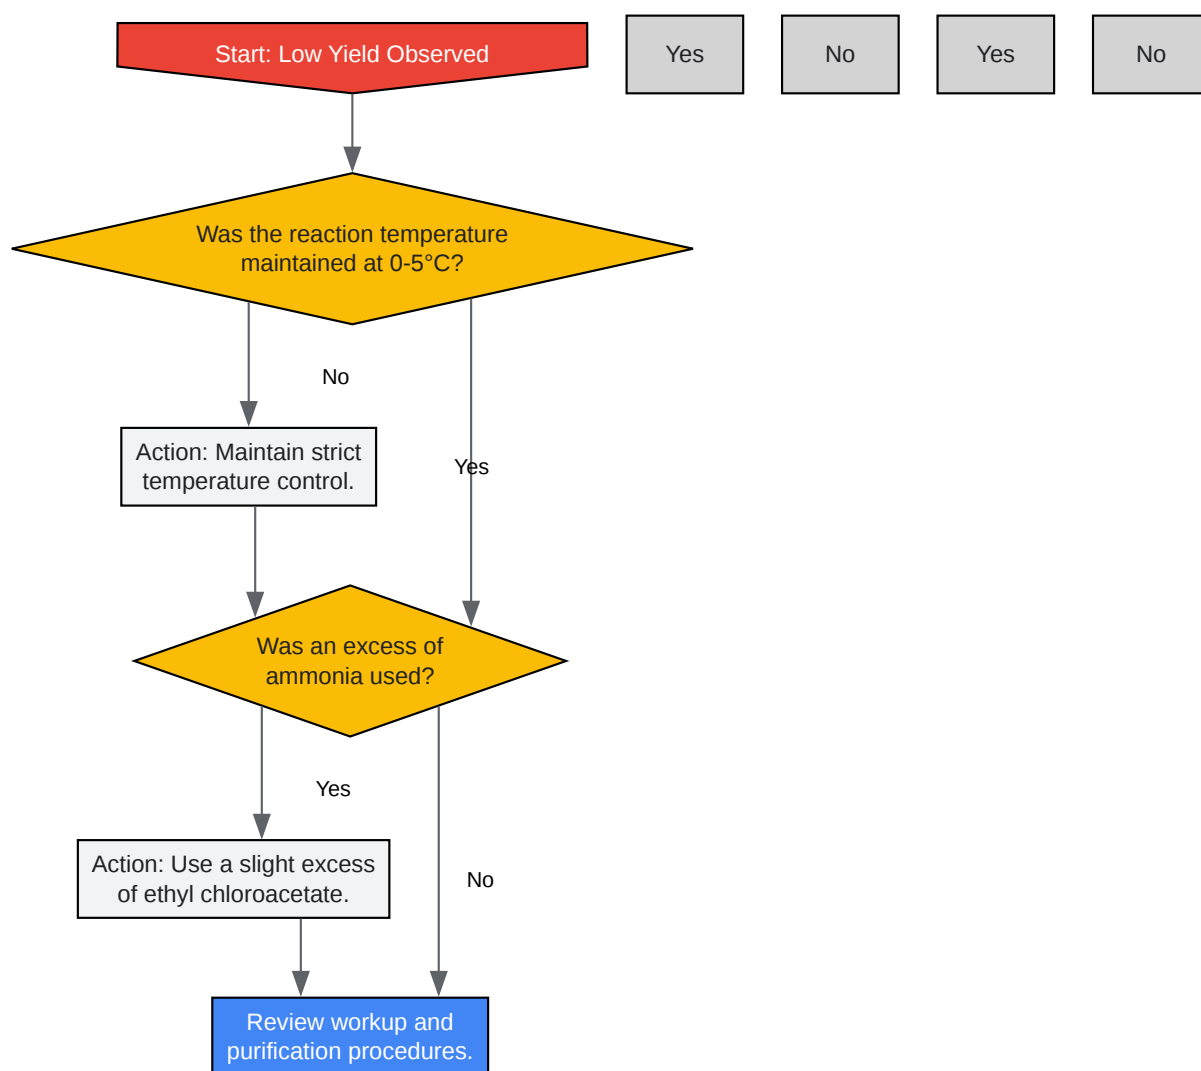 Start: Low Yield Observed
Yes
No
Yes
No
Was the reaction temperature
maintained at 0-5°C?
No
Action: Maintain strict
temperature control.
Yes
Was an excess of
ammonia used?
Yes
Action: Use a slight excess
of ethyl chloroacetate.
No
Review workup and
purification procedures.